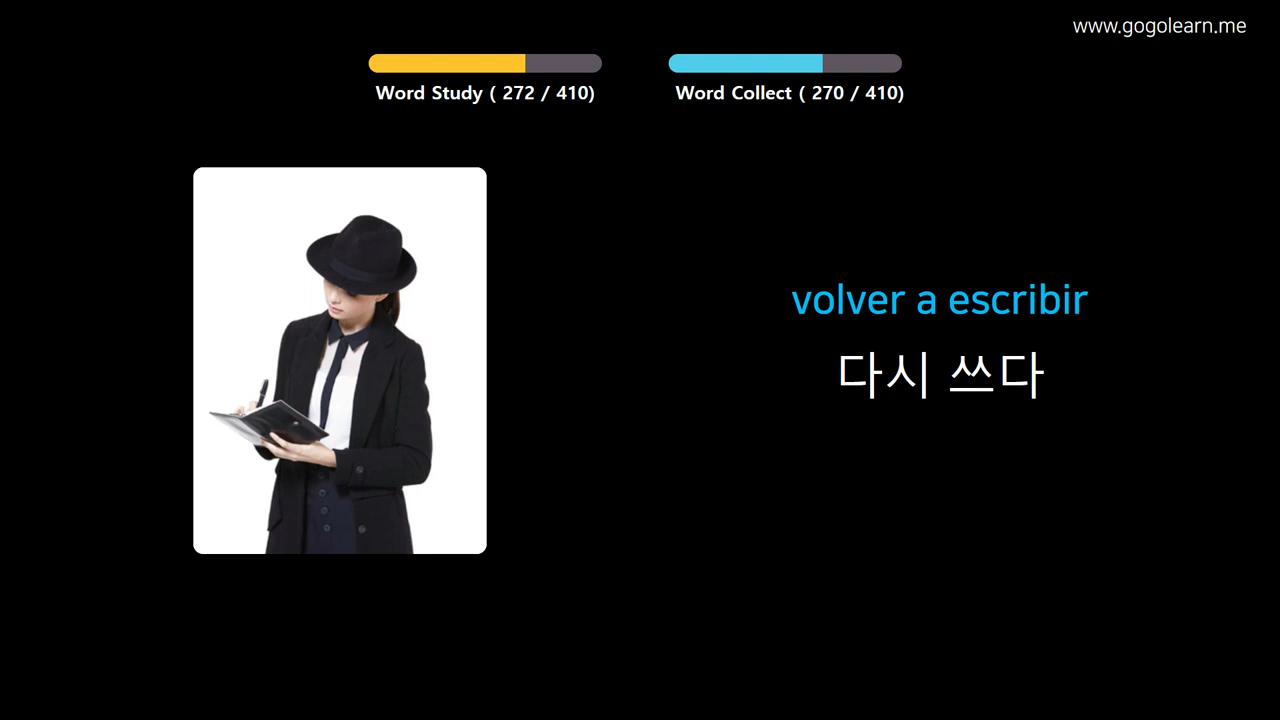 www.gogolearn.me
Word Study ( 272 / 410)
Word Collect ( 270 / 410)
volver a escribir
다시 쓰다